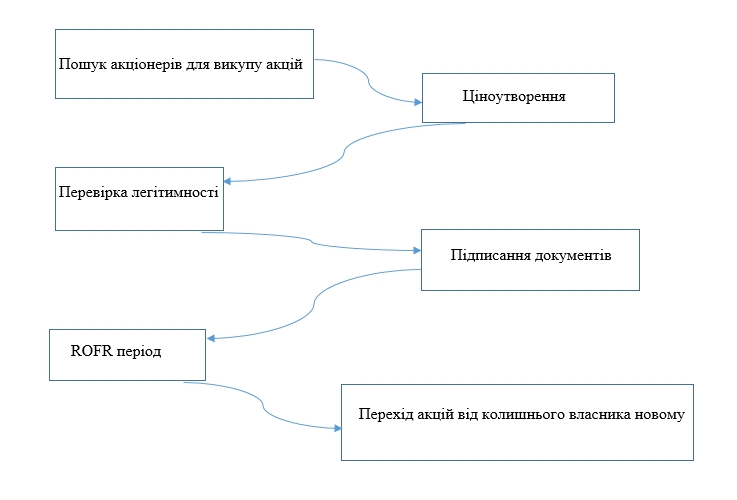 Пошук акціонерів для викупу акцій
Ціноутворення
Перевірка легітимності
Підписання документів
ROFR період
Перехід акцій від колишнього власника новому